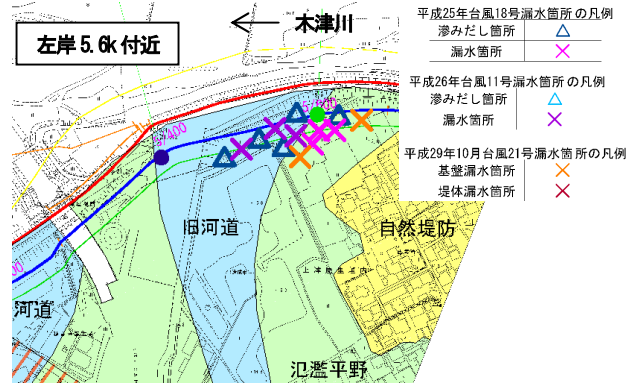 左岸5.6k付近
木津川
平成25年台風18号漏水箇所の凡例
滲みだし箇所
漏水箇所
平成26年台風11号漏水箇所の凡例
滲みだし箇所
漏水箇所
平成29年10月台風21号漏水箇所の凡例
基盤漏水箇所
堤体漏水箇所
旧河道
自然堤防
河道
氾濫平野